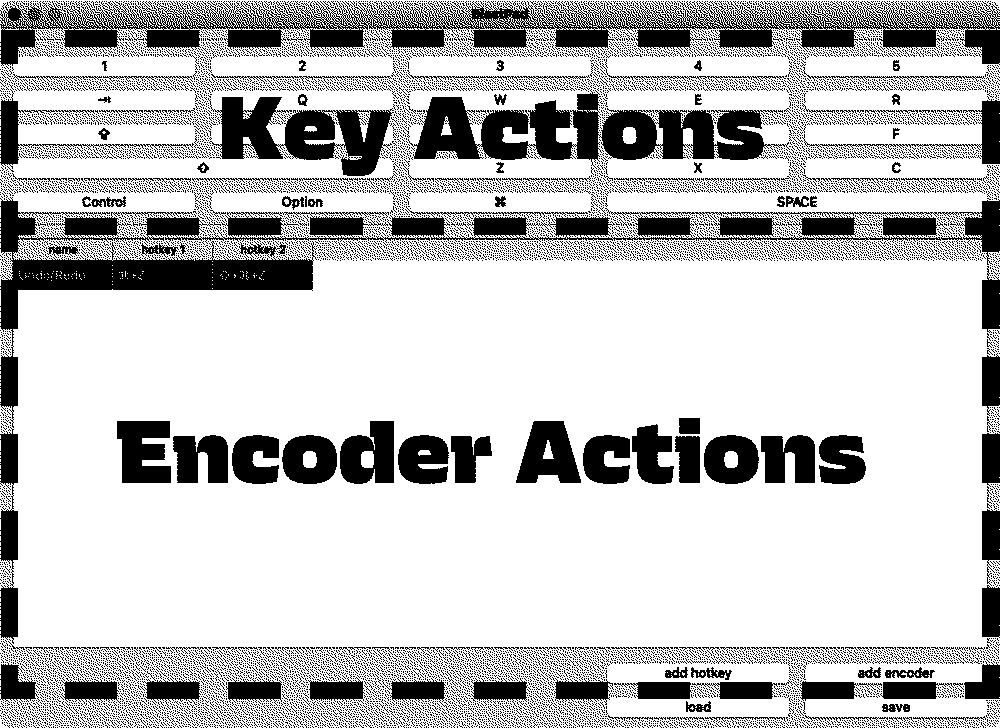 1 2 3 4 5
⇥ Q W E R
⇪ F
Key Actions
⇧ Z X C
Control Option ⌘ SPACE
name hotkey 1 hotkey 2
Undo/Redo ⌘+Z ⇧+⌘+Z
Encoder Actions
add hotkey add encoder
load save